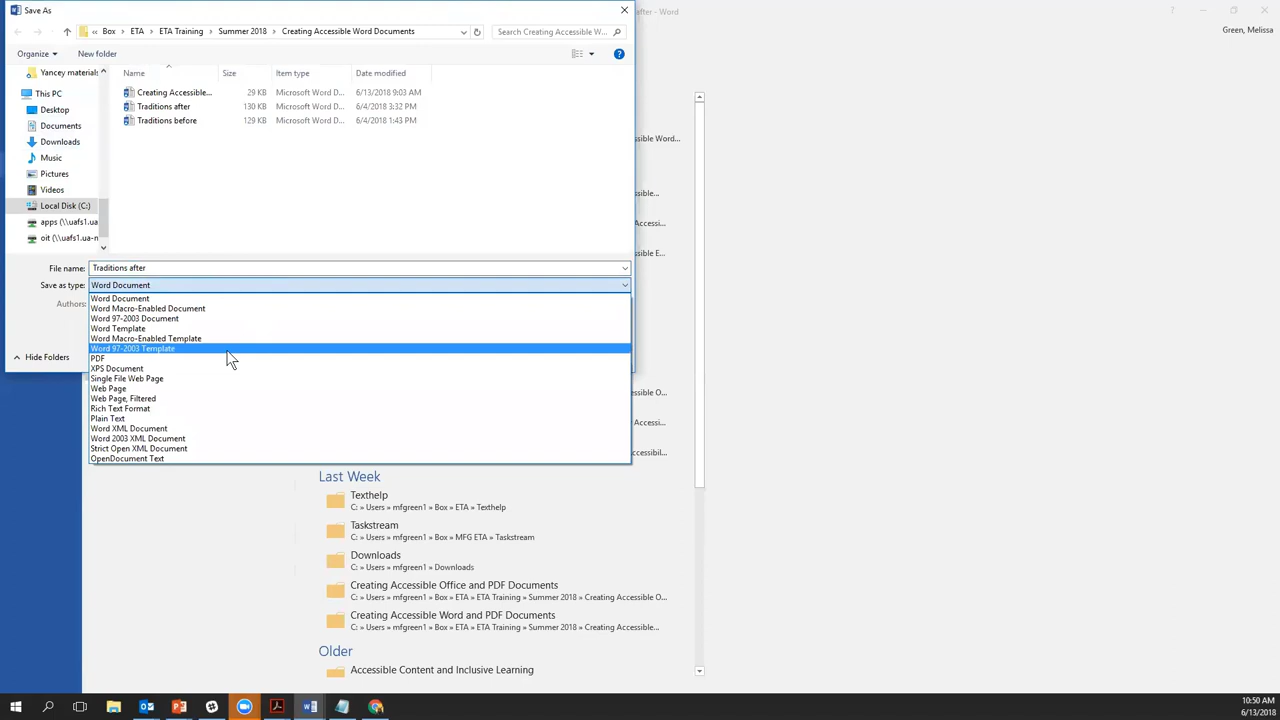 Save As
after - Word
Box > ETA > ETA Training > Summer 2018 > Creating Accessible Word Documents
Search Creating Accessible W...
Green, Melissa
Organize
New folder
Name Size Item type Date modified
Yancey materials
This PC
Desktop
Documents
Downloads
Music
Pictures
Videos
Local Disk (C:)
apps (\\uafs1.ua
oit (\\uafs1.ua-n
Creating Accessible... 29 KB Microsoft Word D... 6/13/2018 9:03 AM
Traditions after 130 KB Microsoft Word D... 6/4/2018 3:32 PM
Traditions before 129 KB Microsoft Word D... 6/4/2018 1:43 PM
ssible Word...
ssible...
Accessi...
ssible E...
File name: Traditions after
Save as type: Word Document
Authors:
Hide Folders
Word Document
Word Macro-Enabled Document
Word 97-2003 Document
Word Template
Word Macro-Enabled Template
Word 97-2003 Template
PDF
XPS Document
Single File Web Page
Web Page
Web Page, Filtered
Rich Text Format
Plain Text
Word XML Document
Word 2003 XML Document
Strict Open XML Document
OpenDocument Text
ccessible O...
Accessi...
ccessibil...
Last Week
Texthelp
C: » Users » mfgreen1 » Box » ETA » Texthelp
Taskstream
C: » Users » mfgreen1 » Box » MFG ETA » Taskstream
Downloads
C: » Users » mfgreen1 » Downloads
Creating Accessible Office and PDF Documents
C: » Users » mfgreen1 » Box » ETA » ETA Training » Summer 2018 » Creating Accessible O...
Creating Accessible Word and PDF Documents
C: » Users » mfgreen1 » Box » ETA » ETA Training » Summer 2018 » Creating Accessible...
Older
Accessible Content and Inclusive Learning
10:50 AM
6/13/2018